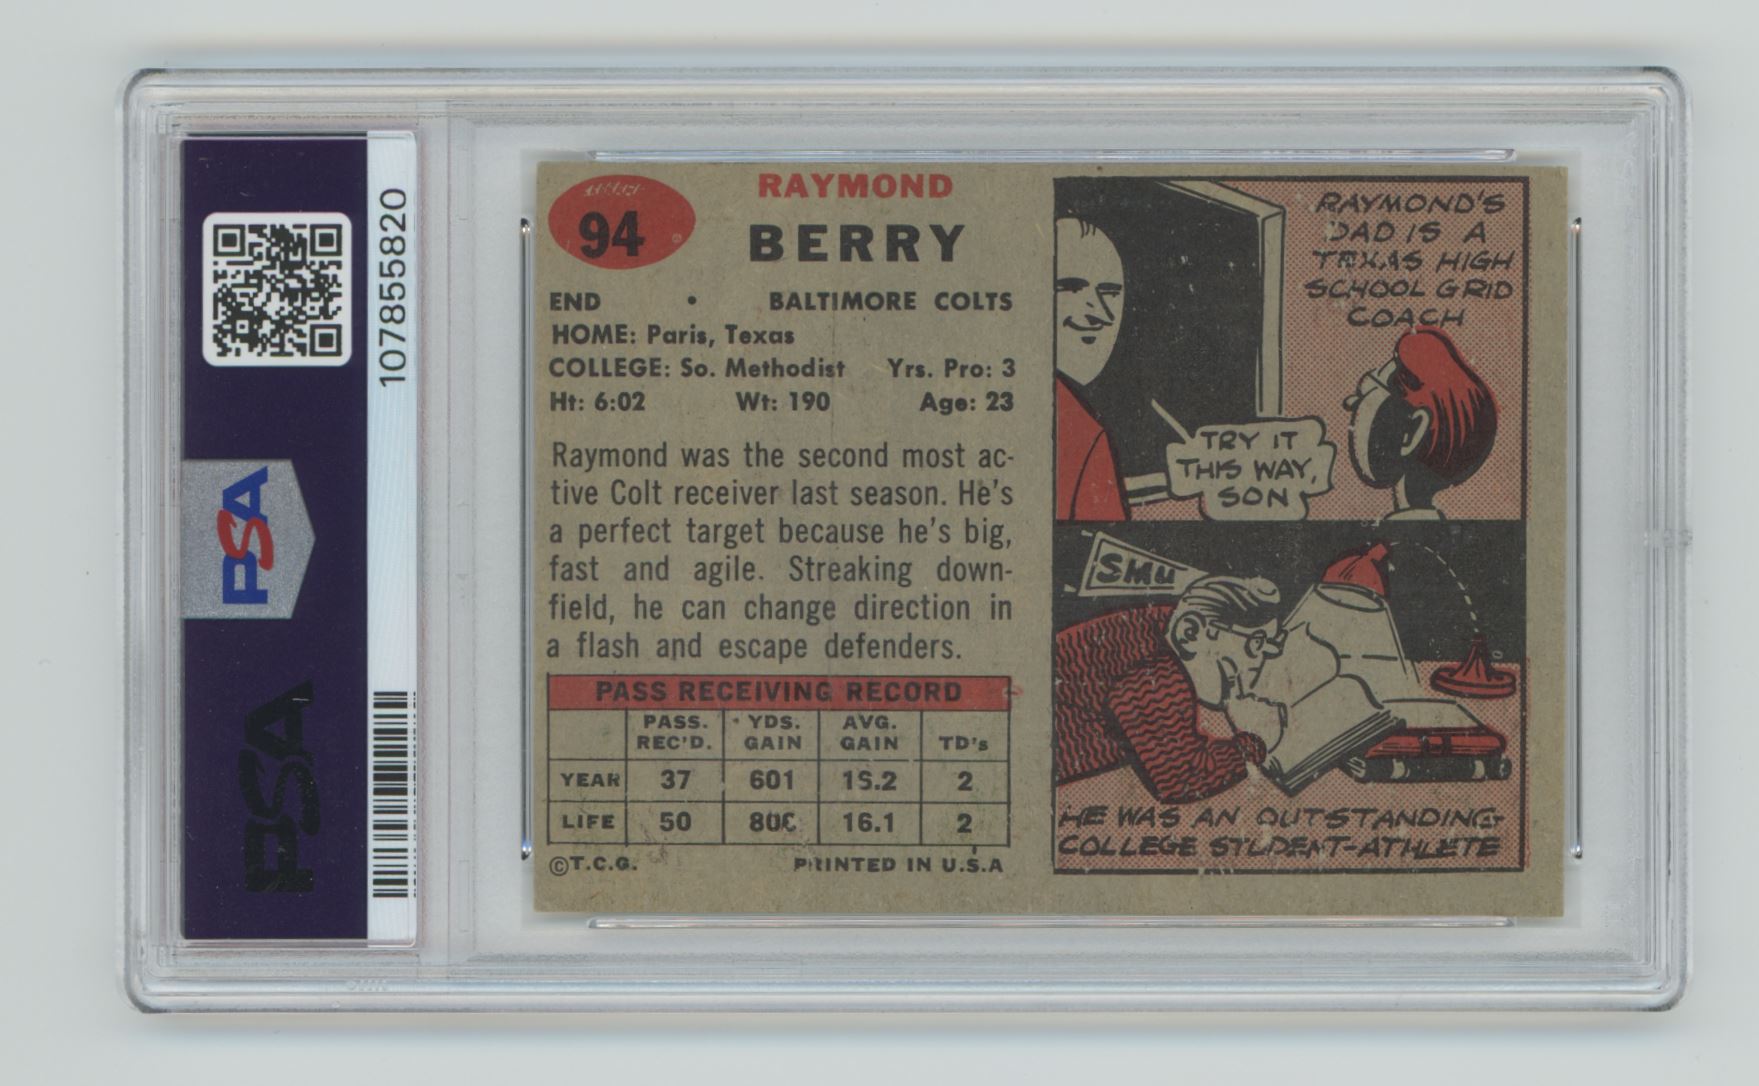 107855820
PSA
PSA
94
RAYMOND
BERRY
END • BALTIMORE COLTS
HOME: Paris, Texas
COLLEGE: So. Methodist Yrs. Pro: 3
Ht: 6:02 Wt: 190 Age: 23
Raymond was the second most ac-
tive Colt receiver last season. He's
a perfect target because he's big,
fast and agile. Streaking down-
field, he can change direction in
a flash and escape defenders.
PASS RECEIVING RECORD
PASS. REC'D. YDS. GAIN AVG. GAIN TD's
YEAR 37 601 16.2 2
LIFE 50 806 16.1 2
©T.C.G. PRINTED IN U.S.A
RAYMOND'S
DAD IS A
TEXAS HIGH
SCHOOL GRID
COACH
TRY IT
THIS WAY,
SON
SMU
HE WAS AN OUTSTANDING
COLLEGE STUDENT-ATHLETE